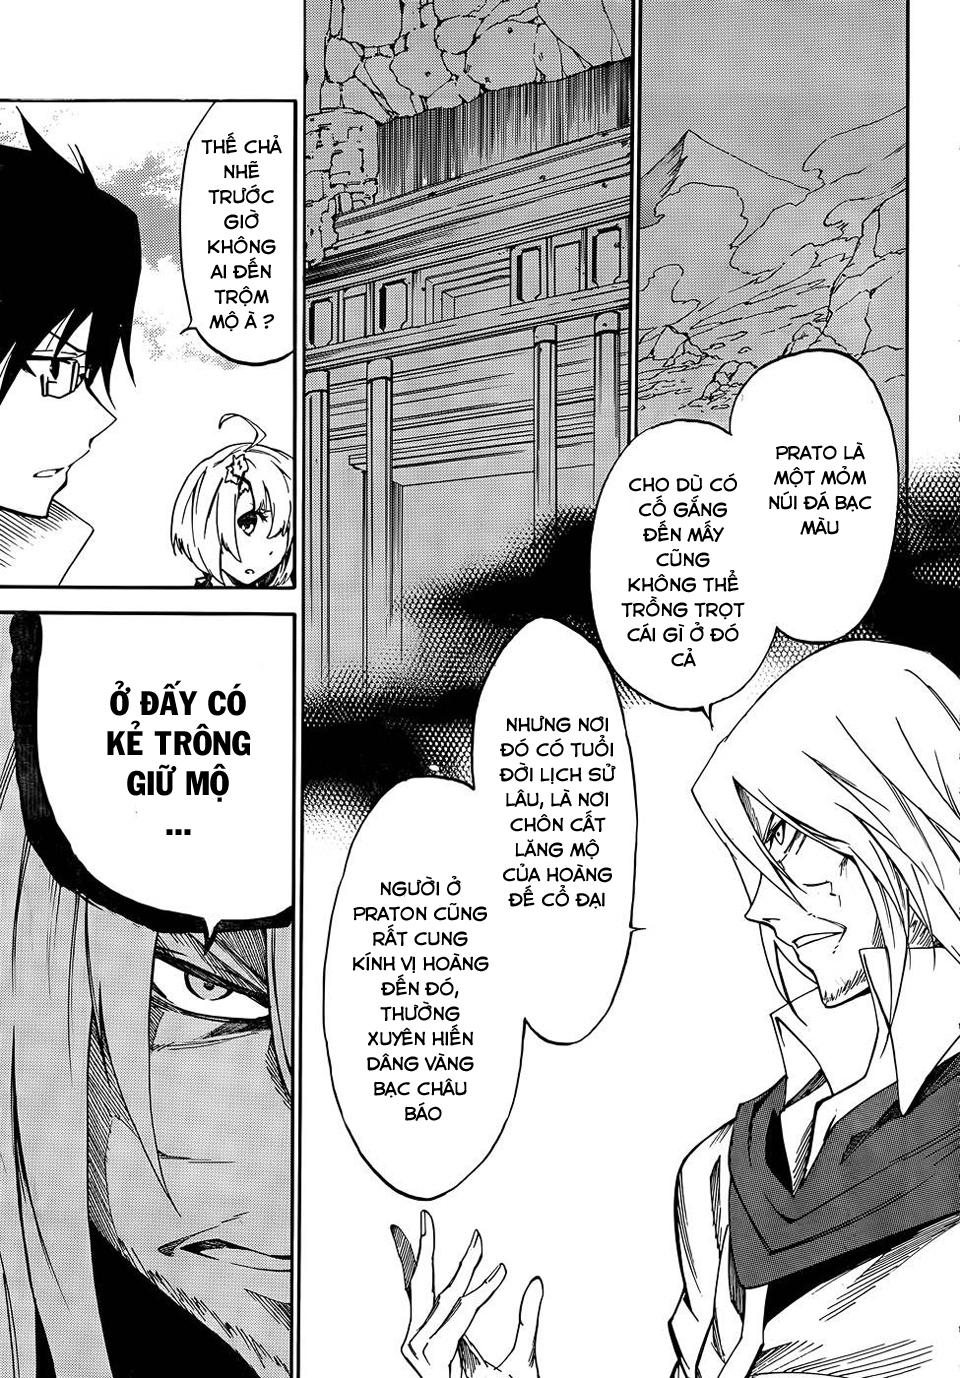 PRATO LÀ
MỘT MỎM
NÚI ĐÁ BẠC
MÀU
CHO DÙ CÓ
CỐ GẮNG
ĐẾN MẤY
CŨNG
KHÔNG THỂ
TRỒNG TRỌT
CÁI GÌ Ở ĐÓ
CẢ
NHƯNG NƠI
ĐÓ CÓ TUỔI
ĐỜI LỊCH SỬ
LÂU, LÀ NƠI
CHÔN CẤT
LĂNG MỘ
CỦA HOÀNG
ĐẾ CỔ ĐẠI
NGƯỜI Ở
PRATON CŨNG
RẤT CUNG
KÍNH VỊ HOÀNG
ĐẾN ĐÓ,
THƯỜNG
XUYÊN HIẾN
DÂNG VÀNG
BẠC CHÂU
BÁO
THẾ CHẢ
NHẼ
TRƯỚC
GIỜ
KHÔNG
AI ĐẾN
TRỘM
MỘ À ?
Ở ĐẤY CÓ
KẺ TRÔNG
GIỮ MỘ
...